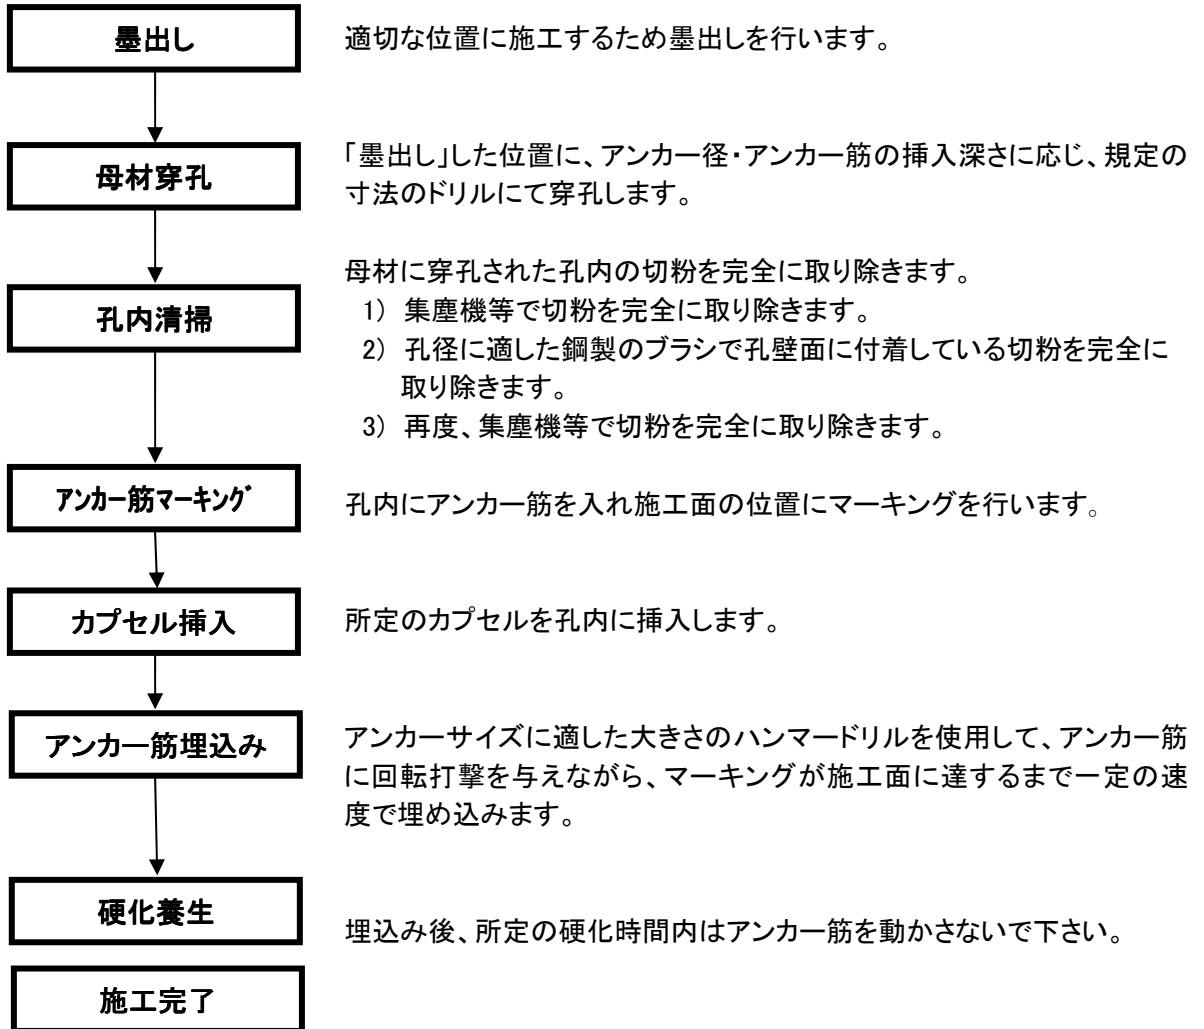 墨出し
適切な位置に施工するため墨出しを行います。
母材穿孔
「墨出し」した位置に、アンカー径・アンカー筋の挿入深さに応じ、規定の
寸法のドリルにて穿孔します。
孔内清掃
母材に穿孔された孔内の切粉を完全に取り除きます。
1） 集塵機等で切粉を完全に取り除きます。
2） 孔径に適した鋼製のブラシで孔壁面に付着している切粉を完全に
取り除きます。
3） 再度、集塵機等で切粉を完全に取り除きます。
ｱﾝｶｰ筋ﾏｰｷﾝｸﾞ
孔内にアンカー筋を入れ施工面の位置にマーキングを行います。
カプセル挿入
所定のカプセルを孔内に挿入します。
アンカー筋埋込み
アンカーサイズに適した大きさのハンマードリルを使用して、アンカー筋
に回転打撃を与えながら、マーキングが施工面に達するまで一定の速
度で埋め込みます。
硬化養生
埋込み後、所定の硬化時間内はアンカー筋を動かさないで下さい。
施工完了